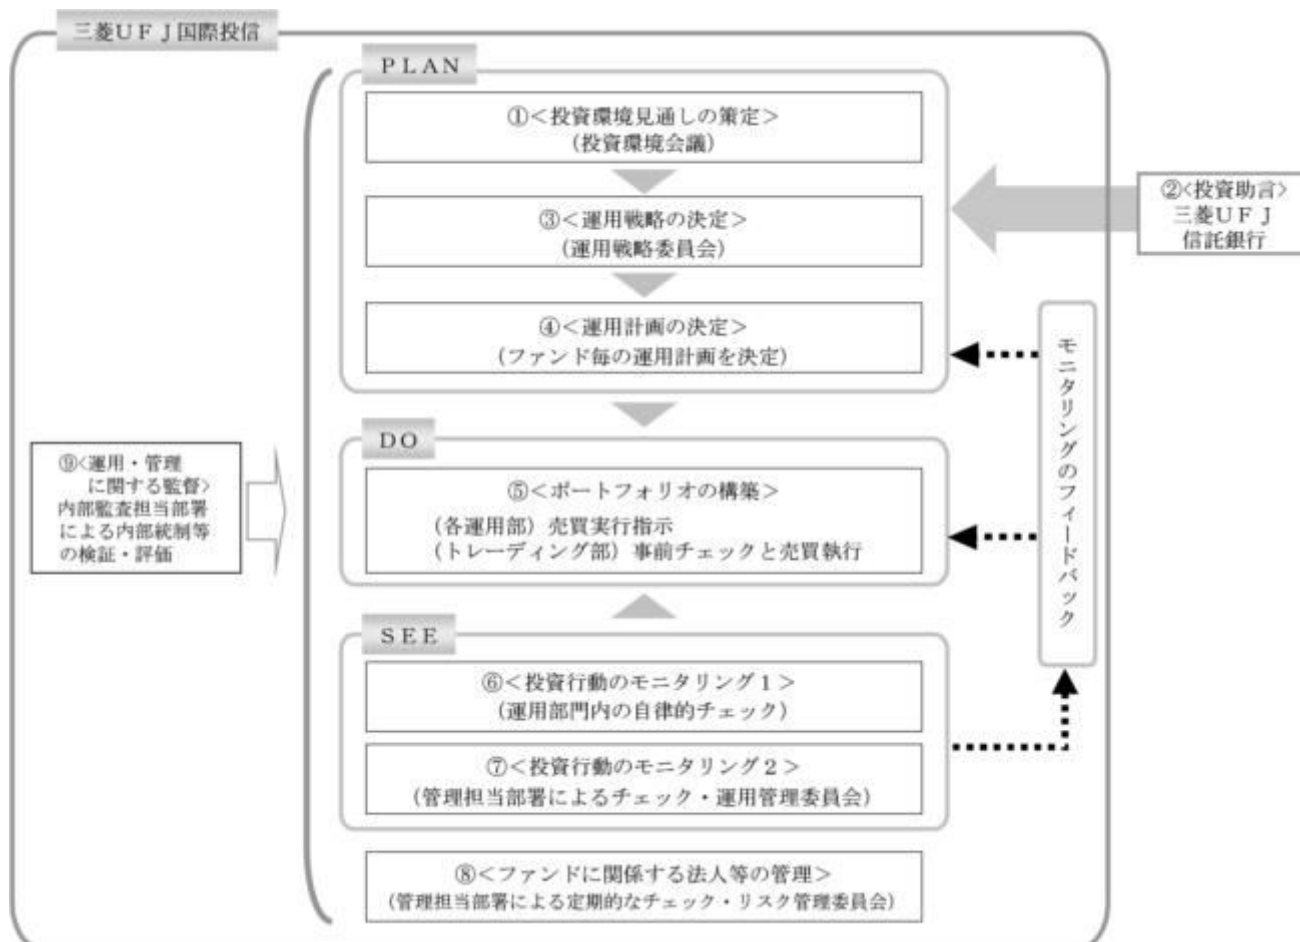 三菱ＵＦＪ国際投信
ＰＬＡＮ
①＜投資環境見通しの策定＞
（投資環境会議）
②＜投資助言＞
三菱ＵＦＪ
信託銀行
③＜運用戦略の決定＞
（運用戦略委員会）
④＜運用計画の決定＞
（ファンド毎の運用計画を決定）
モニタリングのフィードバック
ＤＯ
⑤＜ポートフォリオの構築＞
（各運用部）売買実行指示
（トレーディング部）事前チェックと売買執行
⑨＜運用・管理
に関する監督＞
内部監査担当部署
による内部統制等
の検証・評価
ＳＥＥ
⑥＜投資行動のモニタリング１＞
（運用部門内の自律的チェック）
⑦＜投資行動のモニタリング２＞
（管理担当部署によるチェック・運用管理委員会）
⑧＜ファンドに関係する法人等の管理＞
（管理担当部署による定期的なチェック・リスク管理委員会）